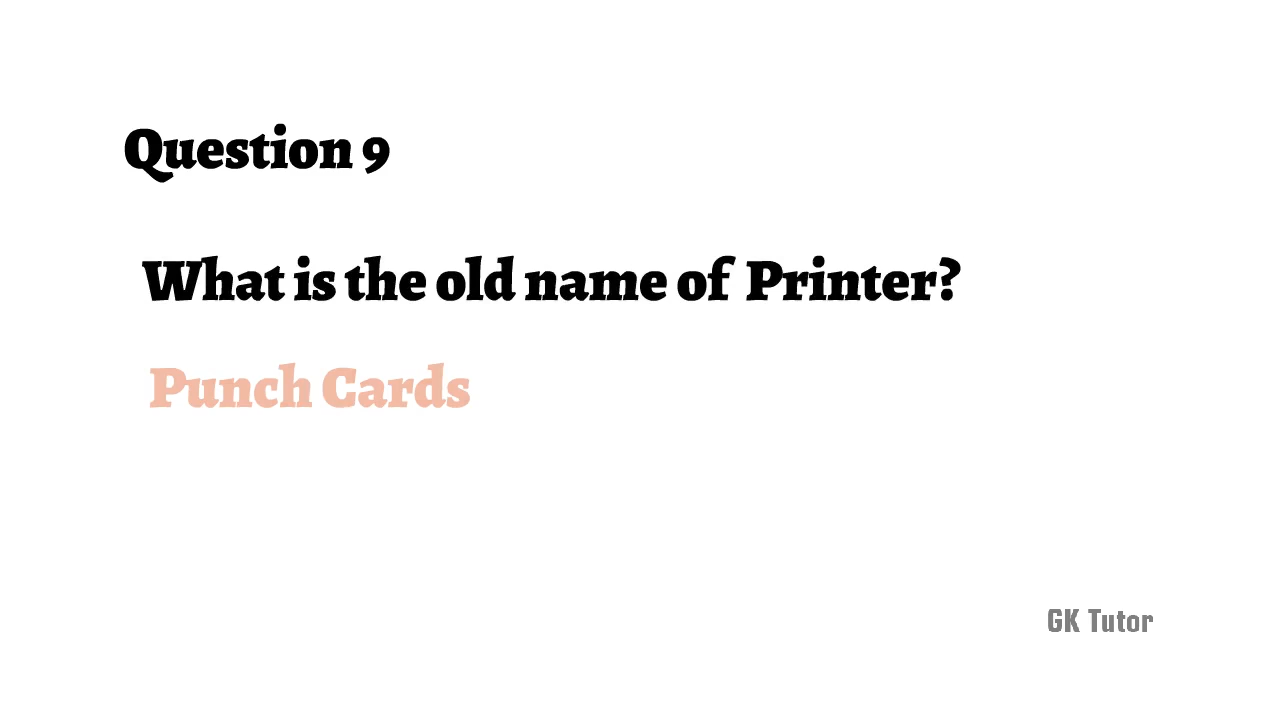 Question 9
What is the old name of Printer?
Punch Cards
GK Tutor